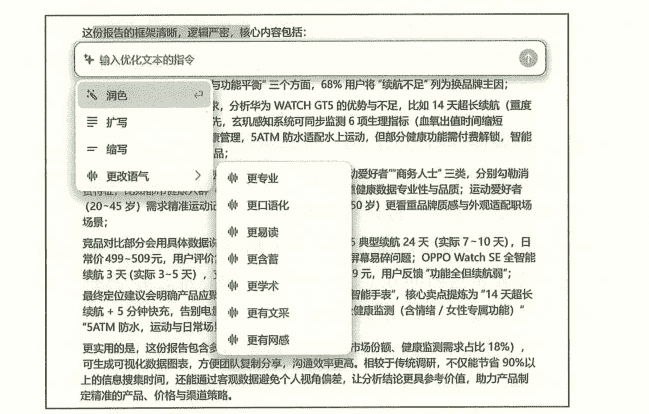 这份报告的框架清晰，逻辑严密，核心内容包括：
输入优化文本的指令
与功能平衡”三个方面，68% 用户将“续航不足”列为换品牌主因；
润色
求，分析华为 WATCH GT5 的优势与不足，比如 14 天超长续航（重度
先，玄玑感知系统可同步监测 6 项生理指标（血氧出值时间缩短
扩写
康管理，5ATM 防水适配水上运动，但部分健康功能需付费解锁，智能
缩写
品；
更改语气
动爱好者”“商务人士”三类，分别勾勒消
健康数据专业性与品质；运动爱好者
（20~45 岁）需求精准运动记
50 岁）更看重品牌质感与外观适配职场
场景；
更专业
更口语化
更易读
更含蓄
更学术
更有文采
更有网感
竞品对比部分会用具体数据说
典型续航 24 天（实际 7~10 天），日
常价 499~509元，用户评价
屏幕易碎问题；OPPO Watch SE 全智能
续航 3 天（实际 3~5 天），
9 元，用户反馈“功能全但续航弱”；
最终定位建议会明确产品应聚
智能手表”，核心卖点提炼为“14 天超长
续航 + 5 分钟快充，告别电量
健康监测（含情绪 / 女性专属功能）”
“5ATM 防水，运动与日常场
更实用的是，这份报告包含多
市场份额、健康监测需求占比 18%），
可生成可视化数据图表，方便团队复制分享，沟通效率更高。相较于传统调研，不仅能节省 90%以
上的信息搜集时间，还能通过客观数据避免个人视角偏差，让分析结论更具参考价值，助力产品制
定精准的产品、价格与渠道策略。